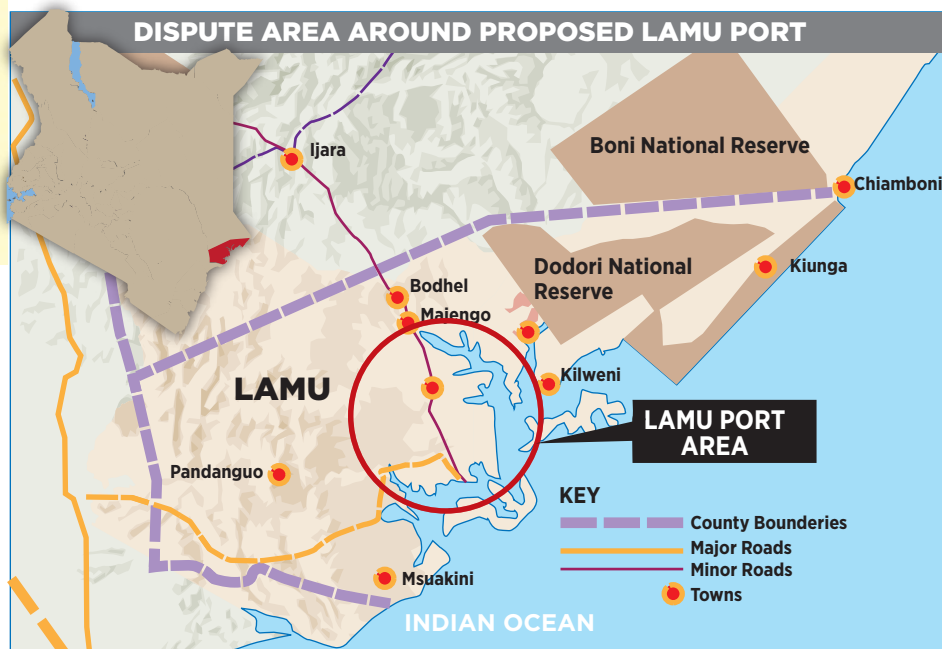 DISPUTE AREA AROUND PROPOSED LAMU PORT
Ijara
Boni National Reserve
Chiamboni
Dodori National
Reserve
Kiunga
Bodhel
Majengo
Kilweni
LAMU
LAMU PORT
AREA
Pandanguo
KEY
County Bounderies
Major Roads
Minor Roads
Towns
Msuakini
INDIAN OCEAN